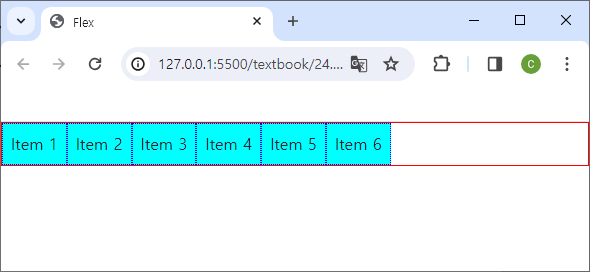 Flex
127.0.0.1:5500/textbook/24....
C
Item 1 Item 2 Item 3 Item 4 Item 5 Item 6